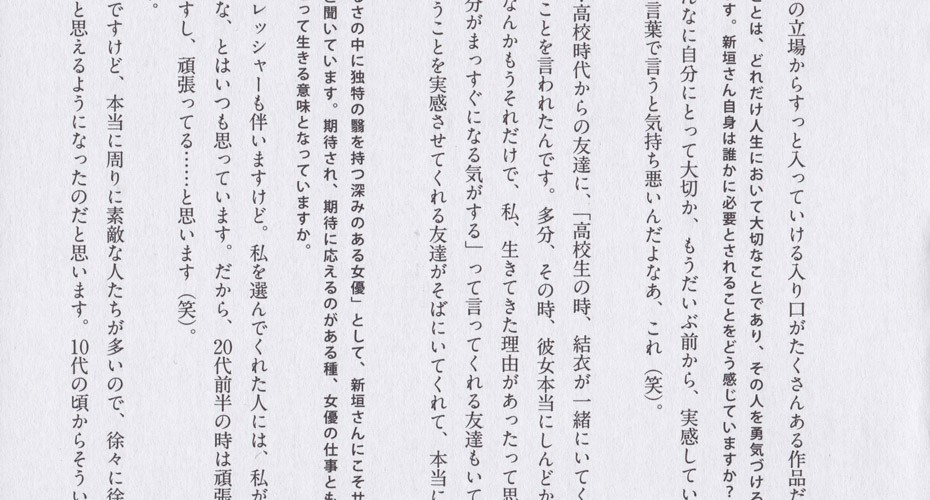 の立場からすっと入っていける入り口がたくさんある作品だ
ことは、どれだけ人生において大切なことであり、その人を勇気づける
す。新垣さん自身は誰かに必要とされることをどう感じていますか?
んなに自分にとって大切か、もうだいぶ前から、実感してい
言葉で言うと気持ち悪いんだよなあ、これ（笑）。
高校時代からの友達に、「高校生の時、結衣が一緒にいてく
ことを言われたんです。多分、その時、彼女本当にしんどか
なんかもうそれだけで、私、生きてきた理由があったって思
分がまっすぐになる気がする」って言ってくれる友達もいて
うことを実感させてくれる友達がそばにいてくれて、本当に
さの中に独特の翳を持つ深みのある女優」として、新垣さんにこそサ
と聞いています。期待され、期待に応えるのがある種、女優の仕事とも
って生きる意味となっていますか。
レッシャーも伴いますけど。私を選んでくれた人には、私が
な、とはいつも思っています。だから、20代前半の時は頑張
すし、頑張ってる……と思います（笑）。
。
ですけど、本当に周りに素敵な人たちが多いので、徐々に徐
と思えるようになったのだと思います。10代の頃からそうい